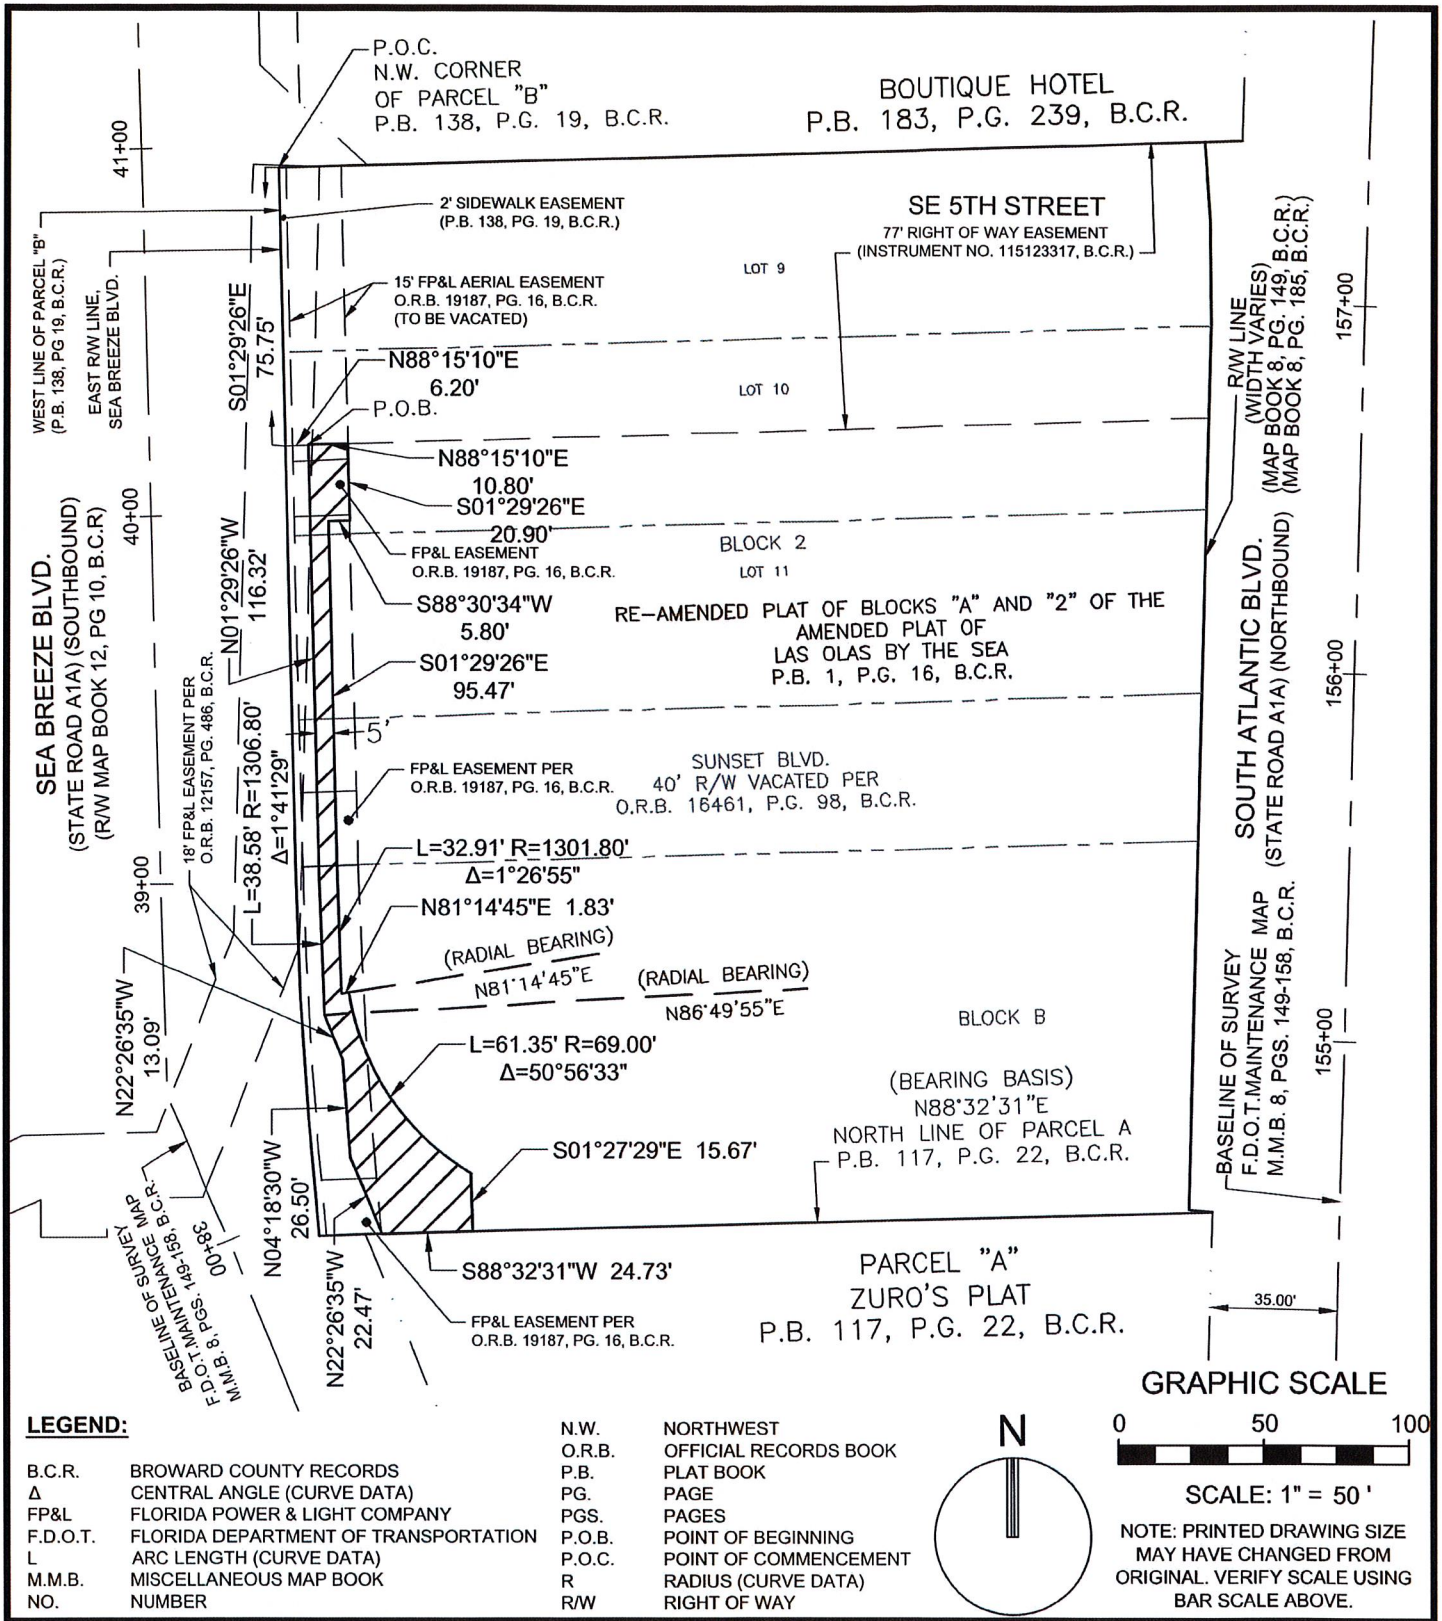 P.O.C.
N.W. CORNER
OF PARCEL "B"
P.B. 138, P.G. 19, B.C.R.
BOUTIQUE HOTEL
P.B. 183, P.G. 239, B.C.R.
41+00
2' SIDEWALK EASEMENT
(P.B. 138, PG. 19, B.C.R.)
SE 5TH STREET
77' RIGHT OF WAY EASEMENT
(INSTRUMENT NO. 115123317, B.C.R.)
WEST LINE OF PARCEL "B"
(P.B. 138, PG 19, B.C.R.)
EAST R/W LINE,
SEA BREEZE BLVD.
S01°29'26"E
75.75'
15' FP&L AERIAL EASEMENT
O.R.B. 19187, PG. 16, B.C.R.
(TO BE VACATED)
LOT 9
R/W LINE
(WIDTH VARIES)
(MAP BOOK 8, PG. 149, B.C.R.)
(MAP BOOK 8, PG. 185, B.C.R.)
157+00
N88°15'10"E
6.20'
P.O.B.
LOT 10
N88°15'10"E
10.80'
S01°29'26"E
20.90'
FP&L EASEMENT
O.R.B. 19187, PG. 16, B.C.R.
BLOCK 2
LOT 11
40+00
SEA BREEZE BLVD.
(STATE ROAD A1A) (SOUTHBOUND)
(R/W MAP BOOK 12, PG 10, B.C.R)
N01°29'26"W
116.32'
S88°30'34"W
5.80'
RE-AMENDED PLAT OF BLOCKS "A" AND "2" OF THE
AMENDED PLAT OF
LAS OLAS BY THE SEA
P.B. 1, P.G. 16, B.C.R.
S01°29'26"E
95.47'
SOUTH ATLANTIC BLVD.
(STATE ROAD A1A) (NORTHBOUND)
156+00
18' FP&L EASEMENT PER
O.R.B. 12157, PG. 486, B.C.R.
5'
L=38.58' R=1306.80'
Δ=1°41'29"
FP&L EASEMENT PER
O.R.B. 19187, PG. 16, B.C.R.
SUNSET BLVD.
40' R/W VACATED PER
O.R.B. 16461, P.G. 98, B.C.R.
39+00
L=32.91' R=1301.80'
Δ=1°26'55"
N81°14'45"E 1.83'
(RADIAL BEARING)
N81°14'45"E
(RADIAL BEARING)
N86°49'55"E
BLOCK B
N22°26'35"W
13.09'
L=61.35' R=69.00'
Δ=50°56'33"
(BEARING BASIS)
N88°32'31"E
NORTH LINE OF PARCEL A
P.B. 117, P.G. 22, B.C.R.
BASELINE OF SURVEY
F.D.O.T.MAINTENANCE MAP
M.M.B. 8, PGS. 149-158, B.C.R.
155+00
S01°27'29"E 15.67'
BASELINE OF SURVEY
F.D.O.T.MAINTENANCE MAP
M.M.B. 8, PGS. 149-158, B.C.R.
38+00
N04°18'30"W
26.50'
N22°26'35"W
22.47'
S88°32'31"W 24.73'
FP&L EASEMENT PER
O.R.B. 19187, PG. 16, B.C.R.
PARCEL "A"
ZURO'S PLAT
P.B. 117, P.G. 22, B.C.R.
35.00'
GRAPHIC SCALE
0 50 100
SCALE: 1" = 50 '
NOTE: PRINTED DRAWING SIZE
MAY HAVE CHANGED FROM
ORIGINAL. VERIFY SCALE USING
BAR SCALE ABOVE.
N
LEGEND:
B.C.R. BROWARD COUNTY RECORDS
Δ CENTRAL ANGLE (CURVE DATA)
FP&L FLORIDA POWER & LIGHT COMPANY
F.D.O.T. FLORIDA DEPARTMENT OF TRANSPORTATION
L ARC LENGTH (CURVE DATA)
M.M.B. MISCELLANEOUS MAP BOOK
NO. NUMBER
N.W. NORTHWEST
O.R.B. OFFICIAL RECORDS BOOK
P.B. PLAT BOOK
PG. PAGE
PGS. PAGES
P.O.B. POINT OF BEGINNING
P.O.C. POINT OF COMMENCEMENT
R RADIUS (CURVE DATA)
R/W RIGHT OF WAY